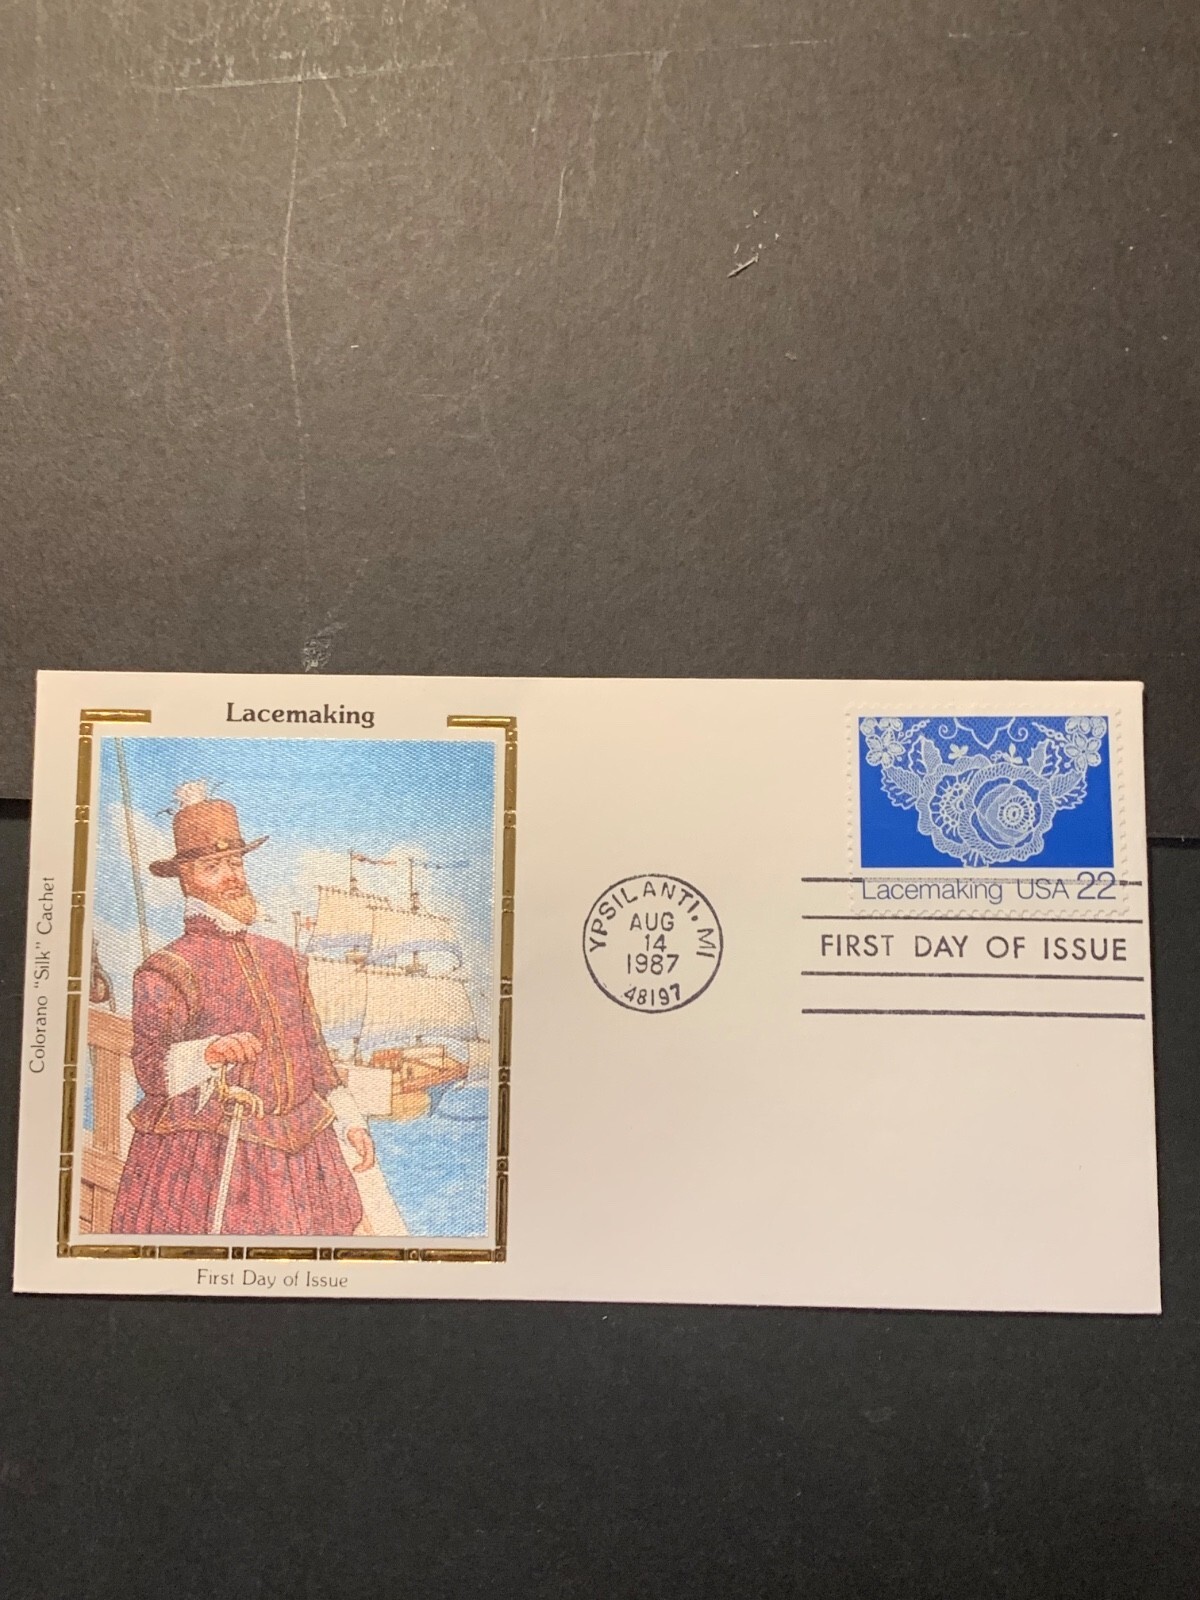 Lacemaking
Colorano "Silk" Cachet
First Day of Issue
YPSILANTI, MI
AUG
14
1987
48197
Lacemaking USA 22
FIRST DAY OF ISSUE